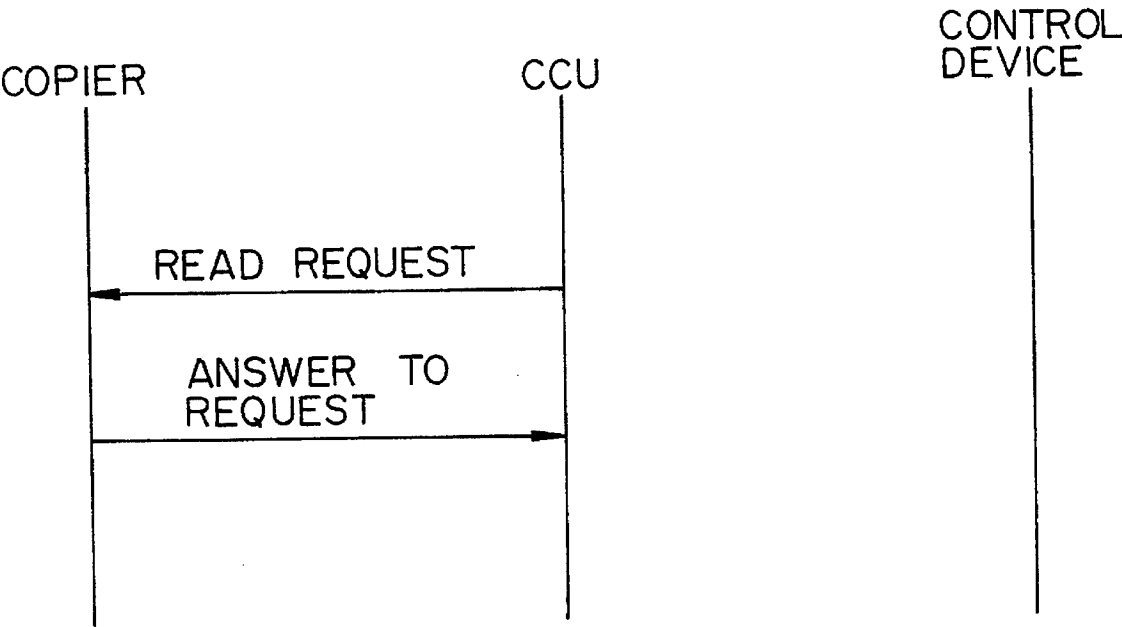 COPIER
CCU
CONTROL
DEVICE
READ REQUEST
ANSWER TO
REQUEST